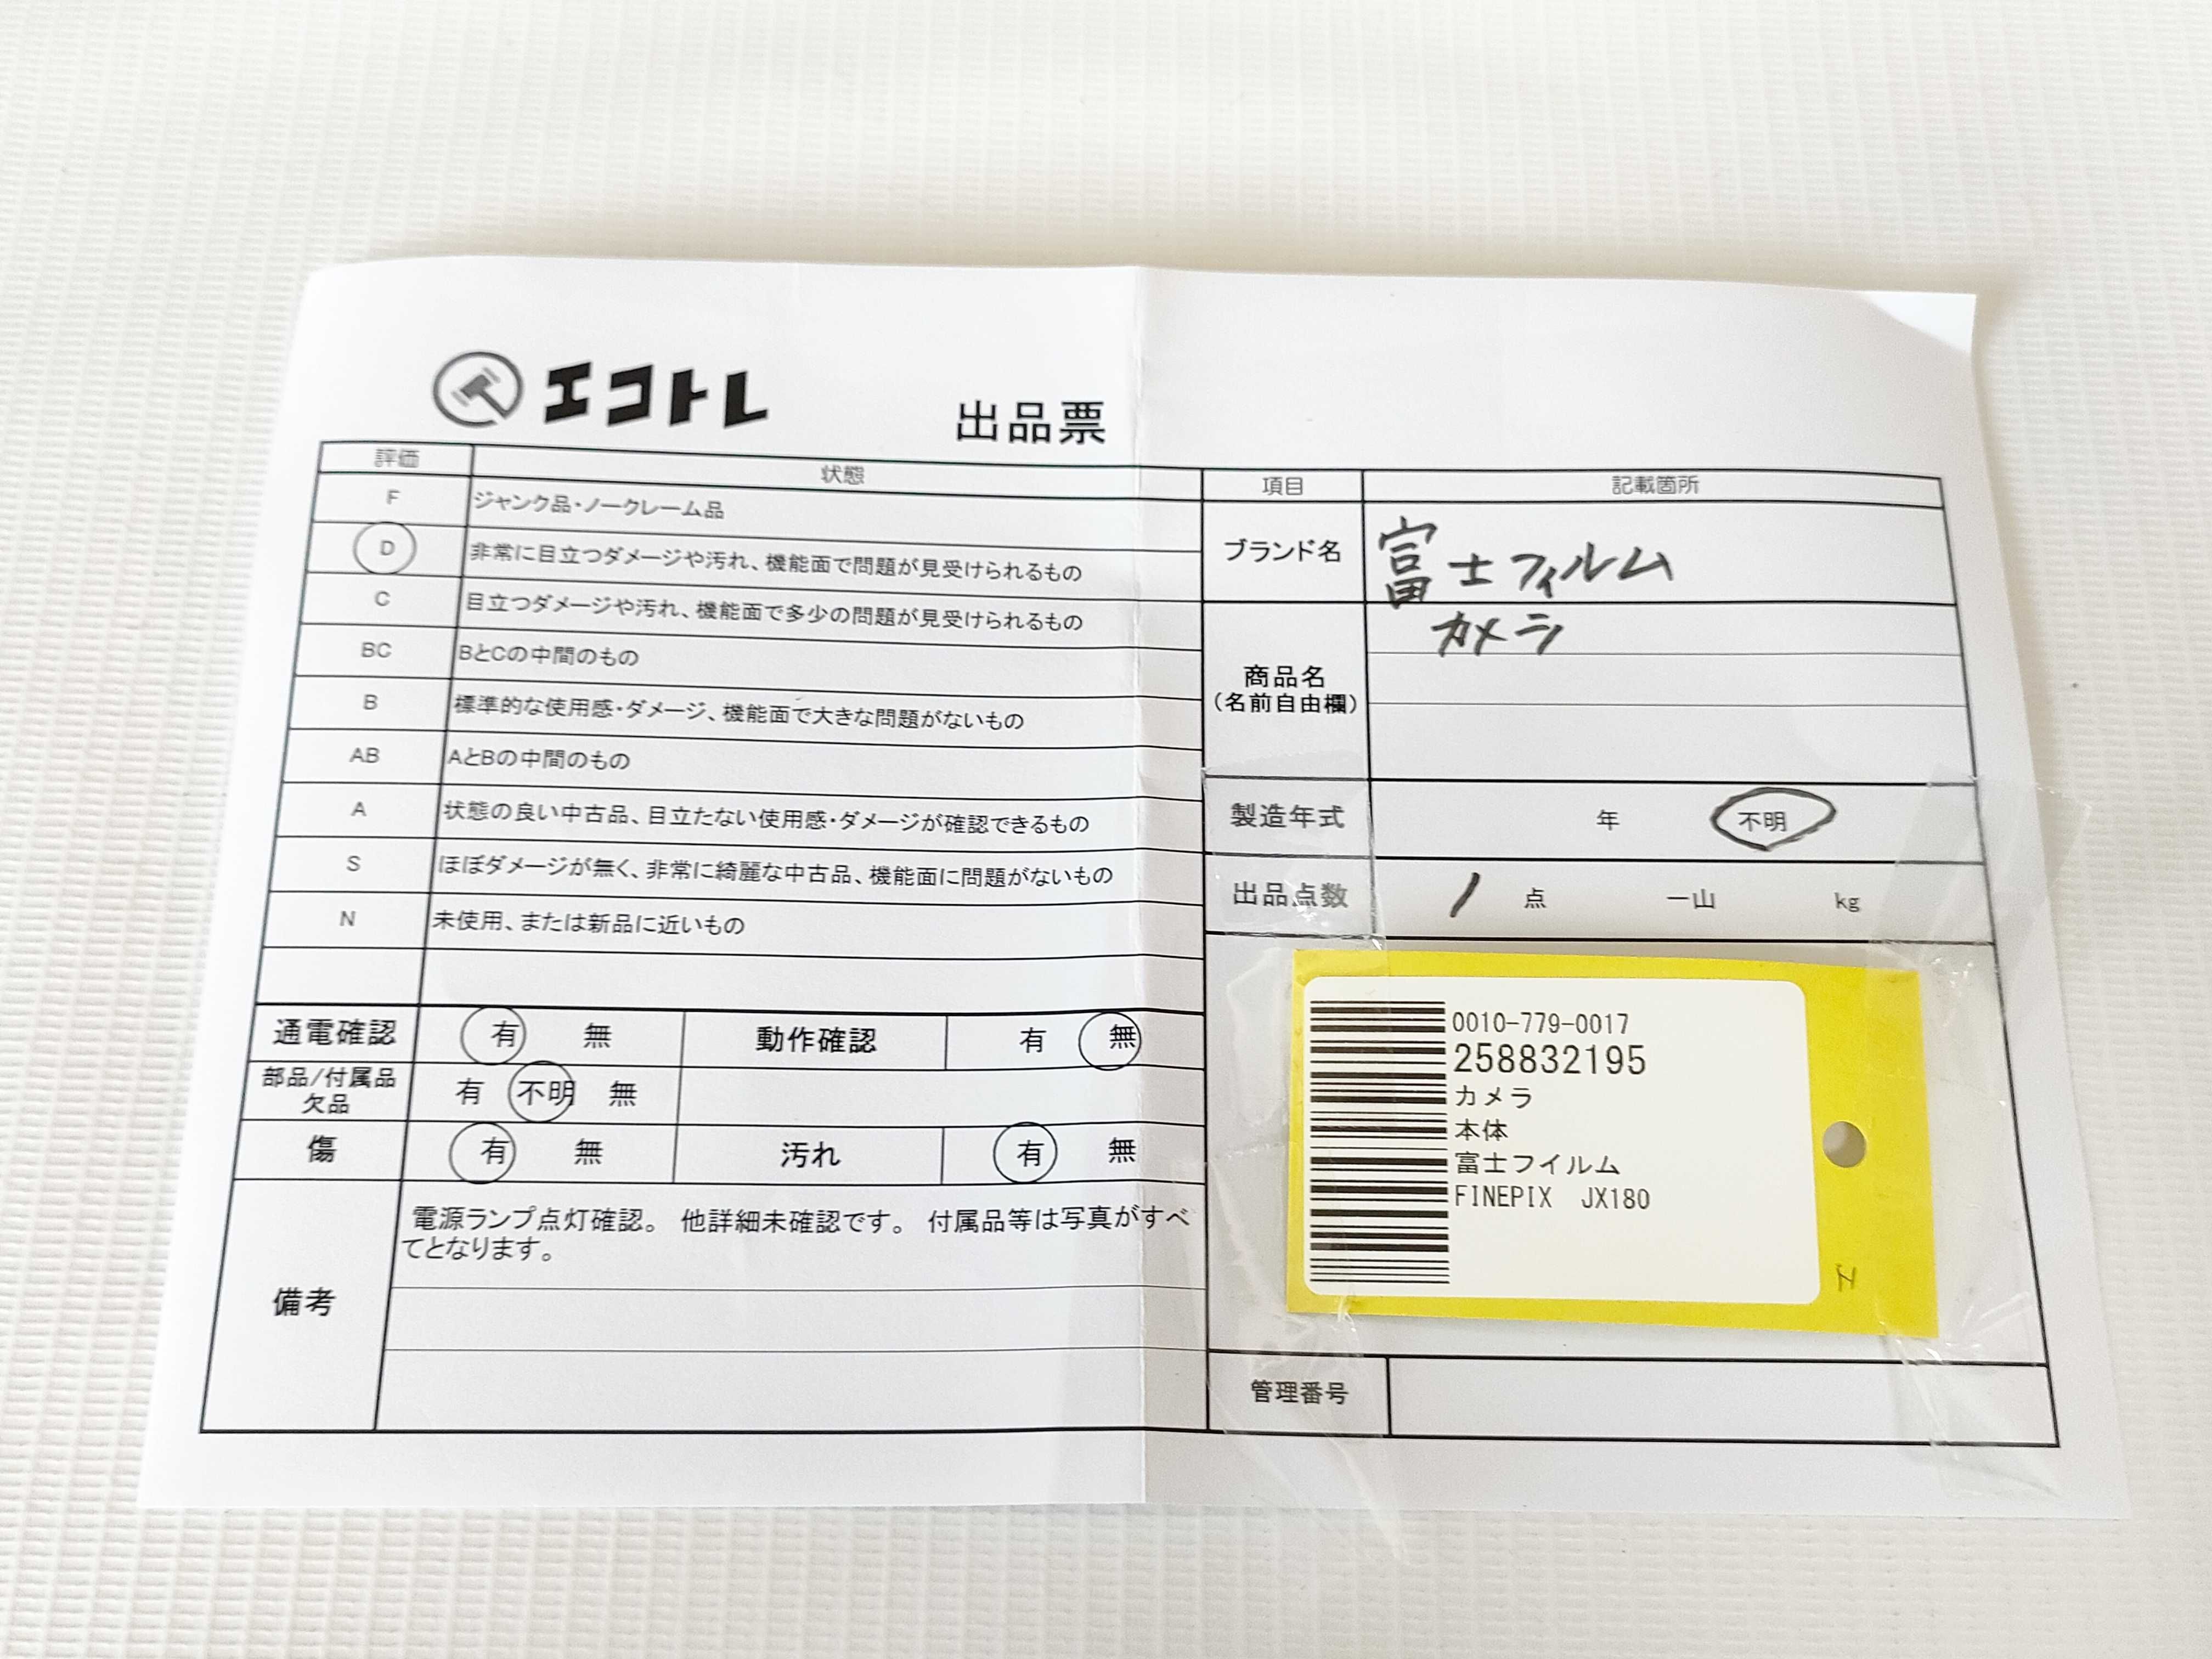 エコトレ
出品票
評価 状態
F ジャンク品・ノークレーム品
D 非常に目立つダメージや汚れ、機能面で問題が見受けられるもの
C 目立つダメージや汚れ、機能面で多少の問題が見受けられるもの
BC BとCの中間のもの
B 標準的な使用感・ダメージ、機能面で大きな問題がないもの
AB AとBの中間のもの
A 状態の良い中古品、目立たない使用感・ダメージが確認できるもの
S ほぼダメージが無く、非常に綺麗な中古品、機能面に問題がないもの
N 未使用、または新品に近いもの
通電確認 有 無 動作確認 有 無
部品/付属品
欠品
有 不明 無
傷 有 無 汚れ 有 無
備考
電源ランプ点灯確認。 他詳細未確認です。 付属品等は写真がすべ
てとなります。
項目 記載箇所
ブランド名 富士フィルム
商品名
(名前自由欄)
カメラ
製造年式 年 不明
出品点数 1 点 一山 kg
0010-779-0017
258832195
カメラ
本体
富士フイルム
FINEPIX JX180
N
管理番号